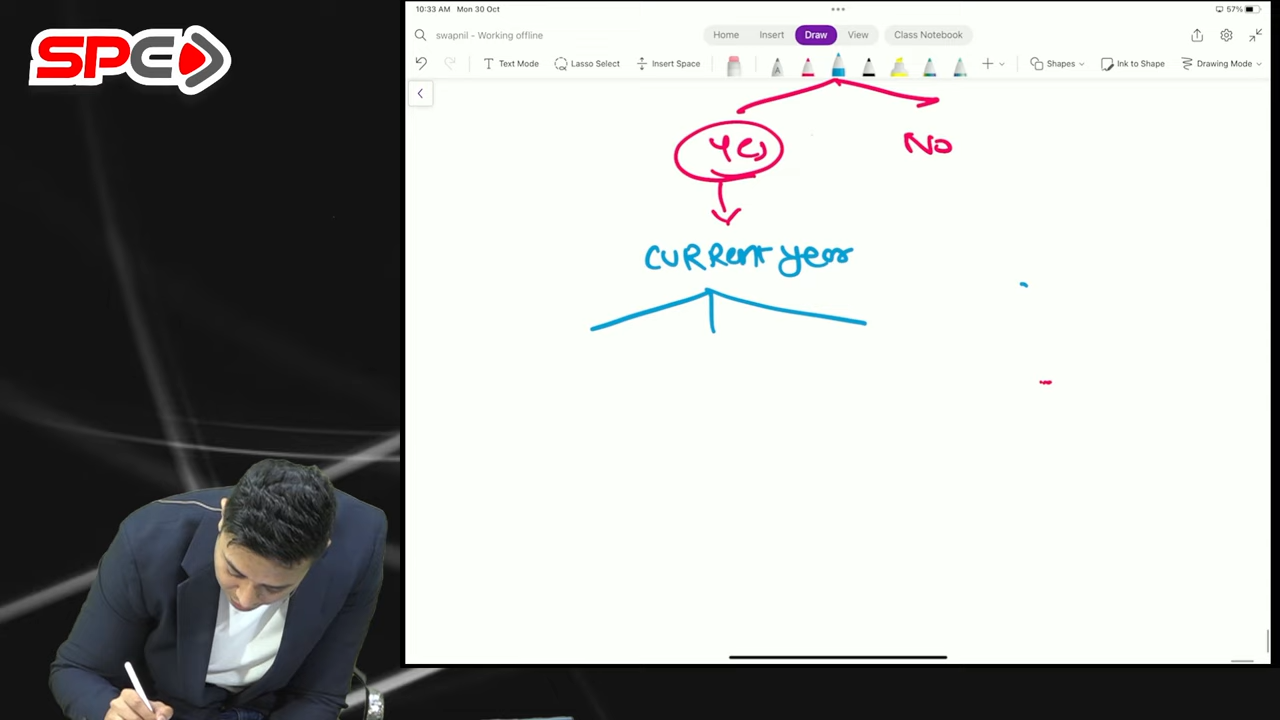 SPED
10:33 AM Mon 30 Oct
57%
swapnil - Working offline
Home Insert Draw View Class Notebook
Text Mode Lasso Select Insert Space Shapes Ink to Shape Drawing Mode
Yes No
CURRent year